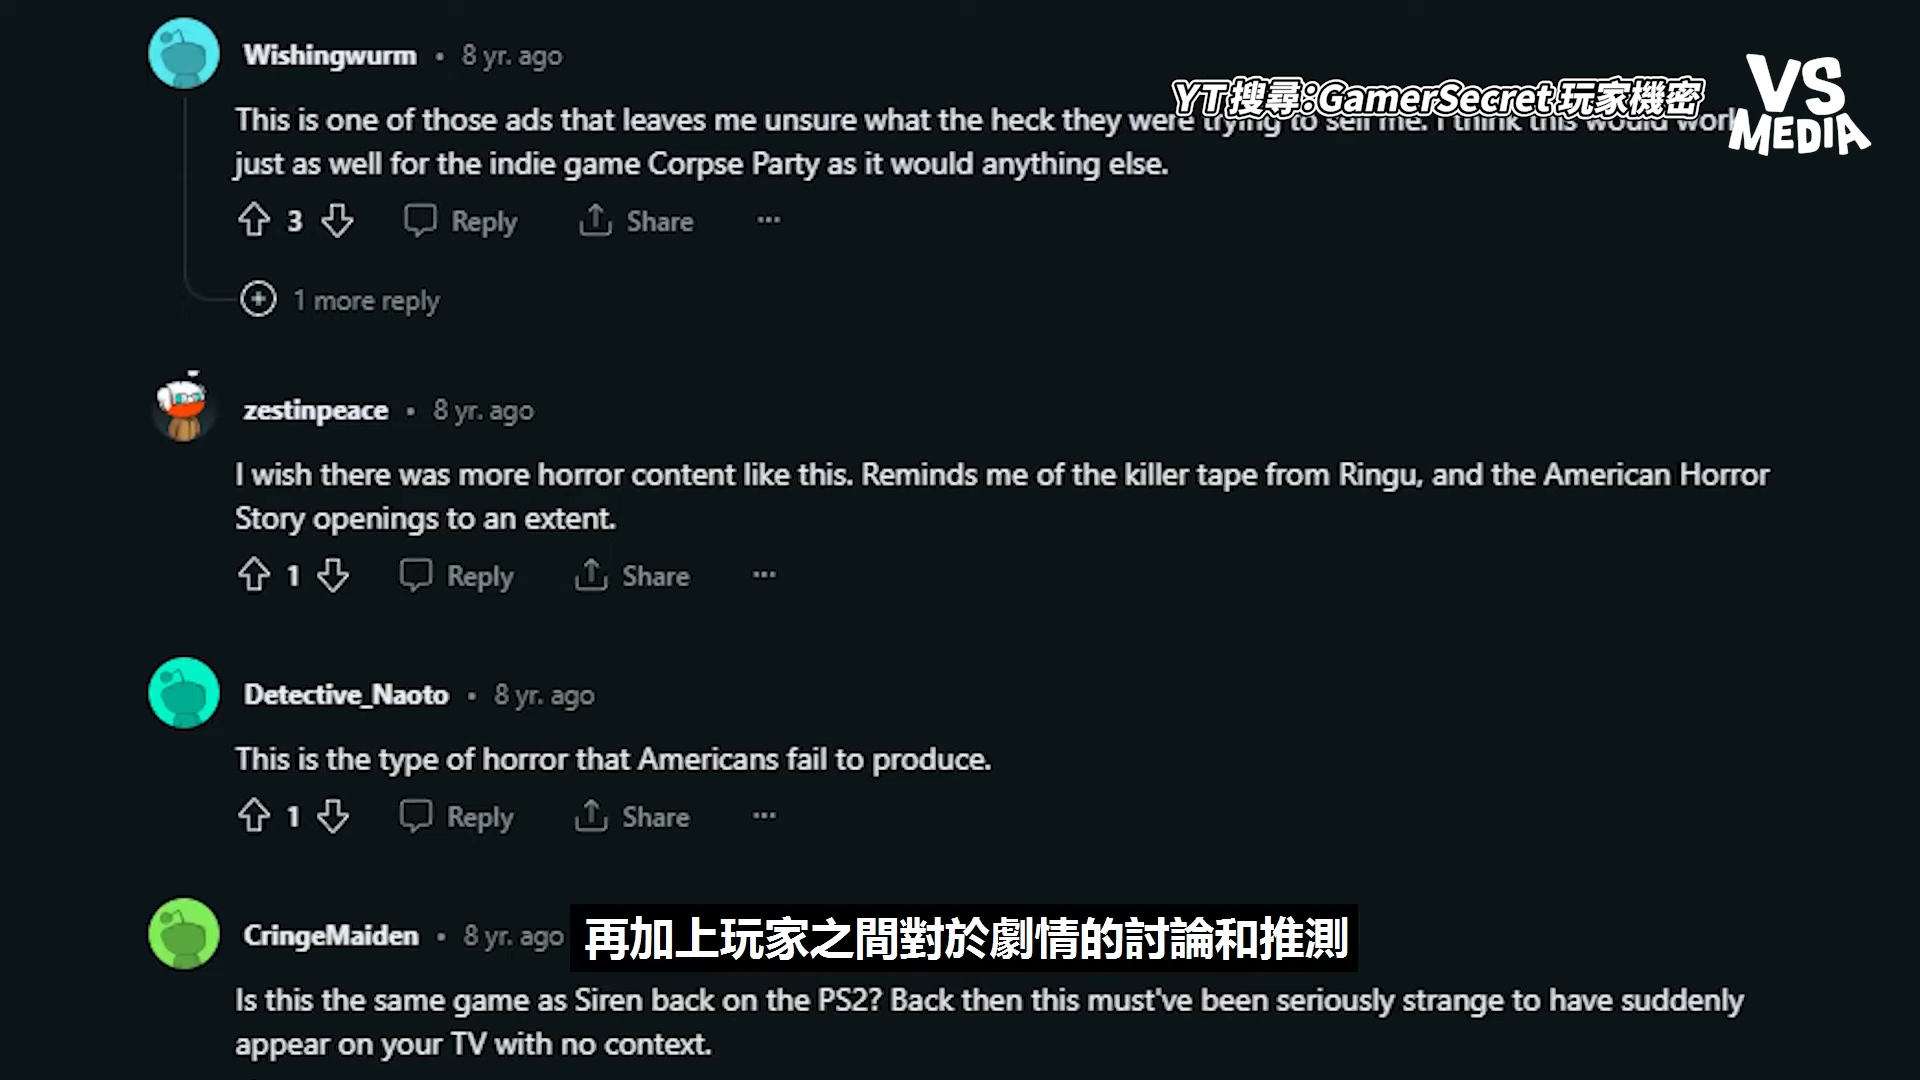 Wishingwurm • 8 yr. ago
YT搜尋:GamerSecret玩家機密
VS
MEDIA
This is one of those ads that leaves me unsure what the heck they were trying to sell me. I think this would work
just as well for the indie game Corpse Party as it would anything else.
3 Reply Share ...
1 more reply
zestinpeace • 8 yr. ago
I wish there was more horror content like this. Reminds me of the killer tape from Ringu, and the American Horror
Story openings to an extent.
1 Reply Share ...
Detective_Naoto • 8 yr. ago
This is the type of horror that Americans fail to produce.
1 Reply Share ...
CringeMaiden • 8 yr. ago
再加上玩家之間對於劇情的討論和推測
Is this the same game as Siren back on the PS2? Back then this must've been seriously strange to have suddenly
appear on your TV with no context.